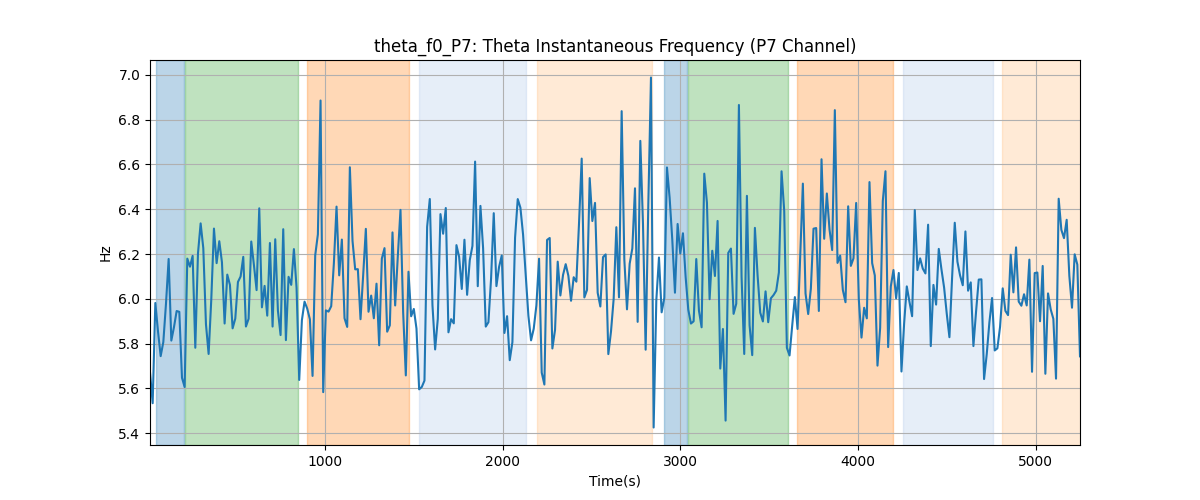 theta_f0_P7: Theta Instantaneous Frequency (P7 Channel)
7.0
6.8
6.6
6.4
6.2
6.0
5.8
5.6
5.4
Hz
1000 2000 3000 4000 5000
Time(s)